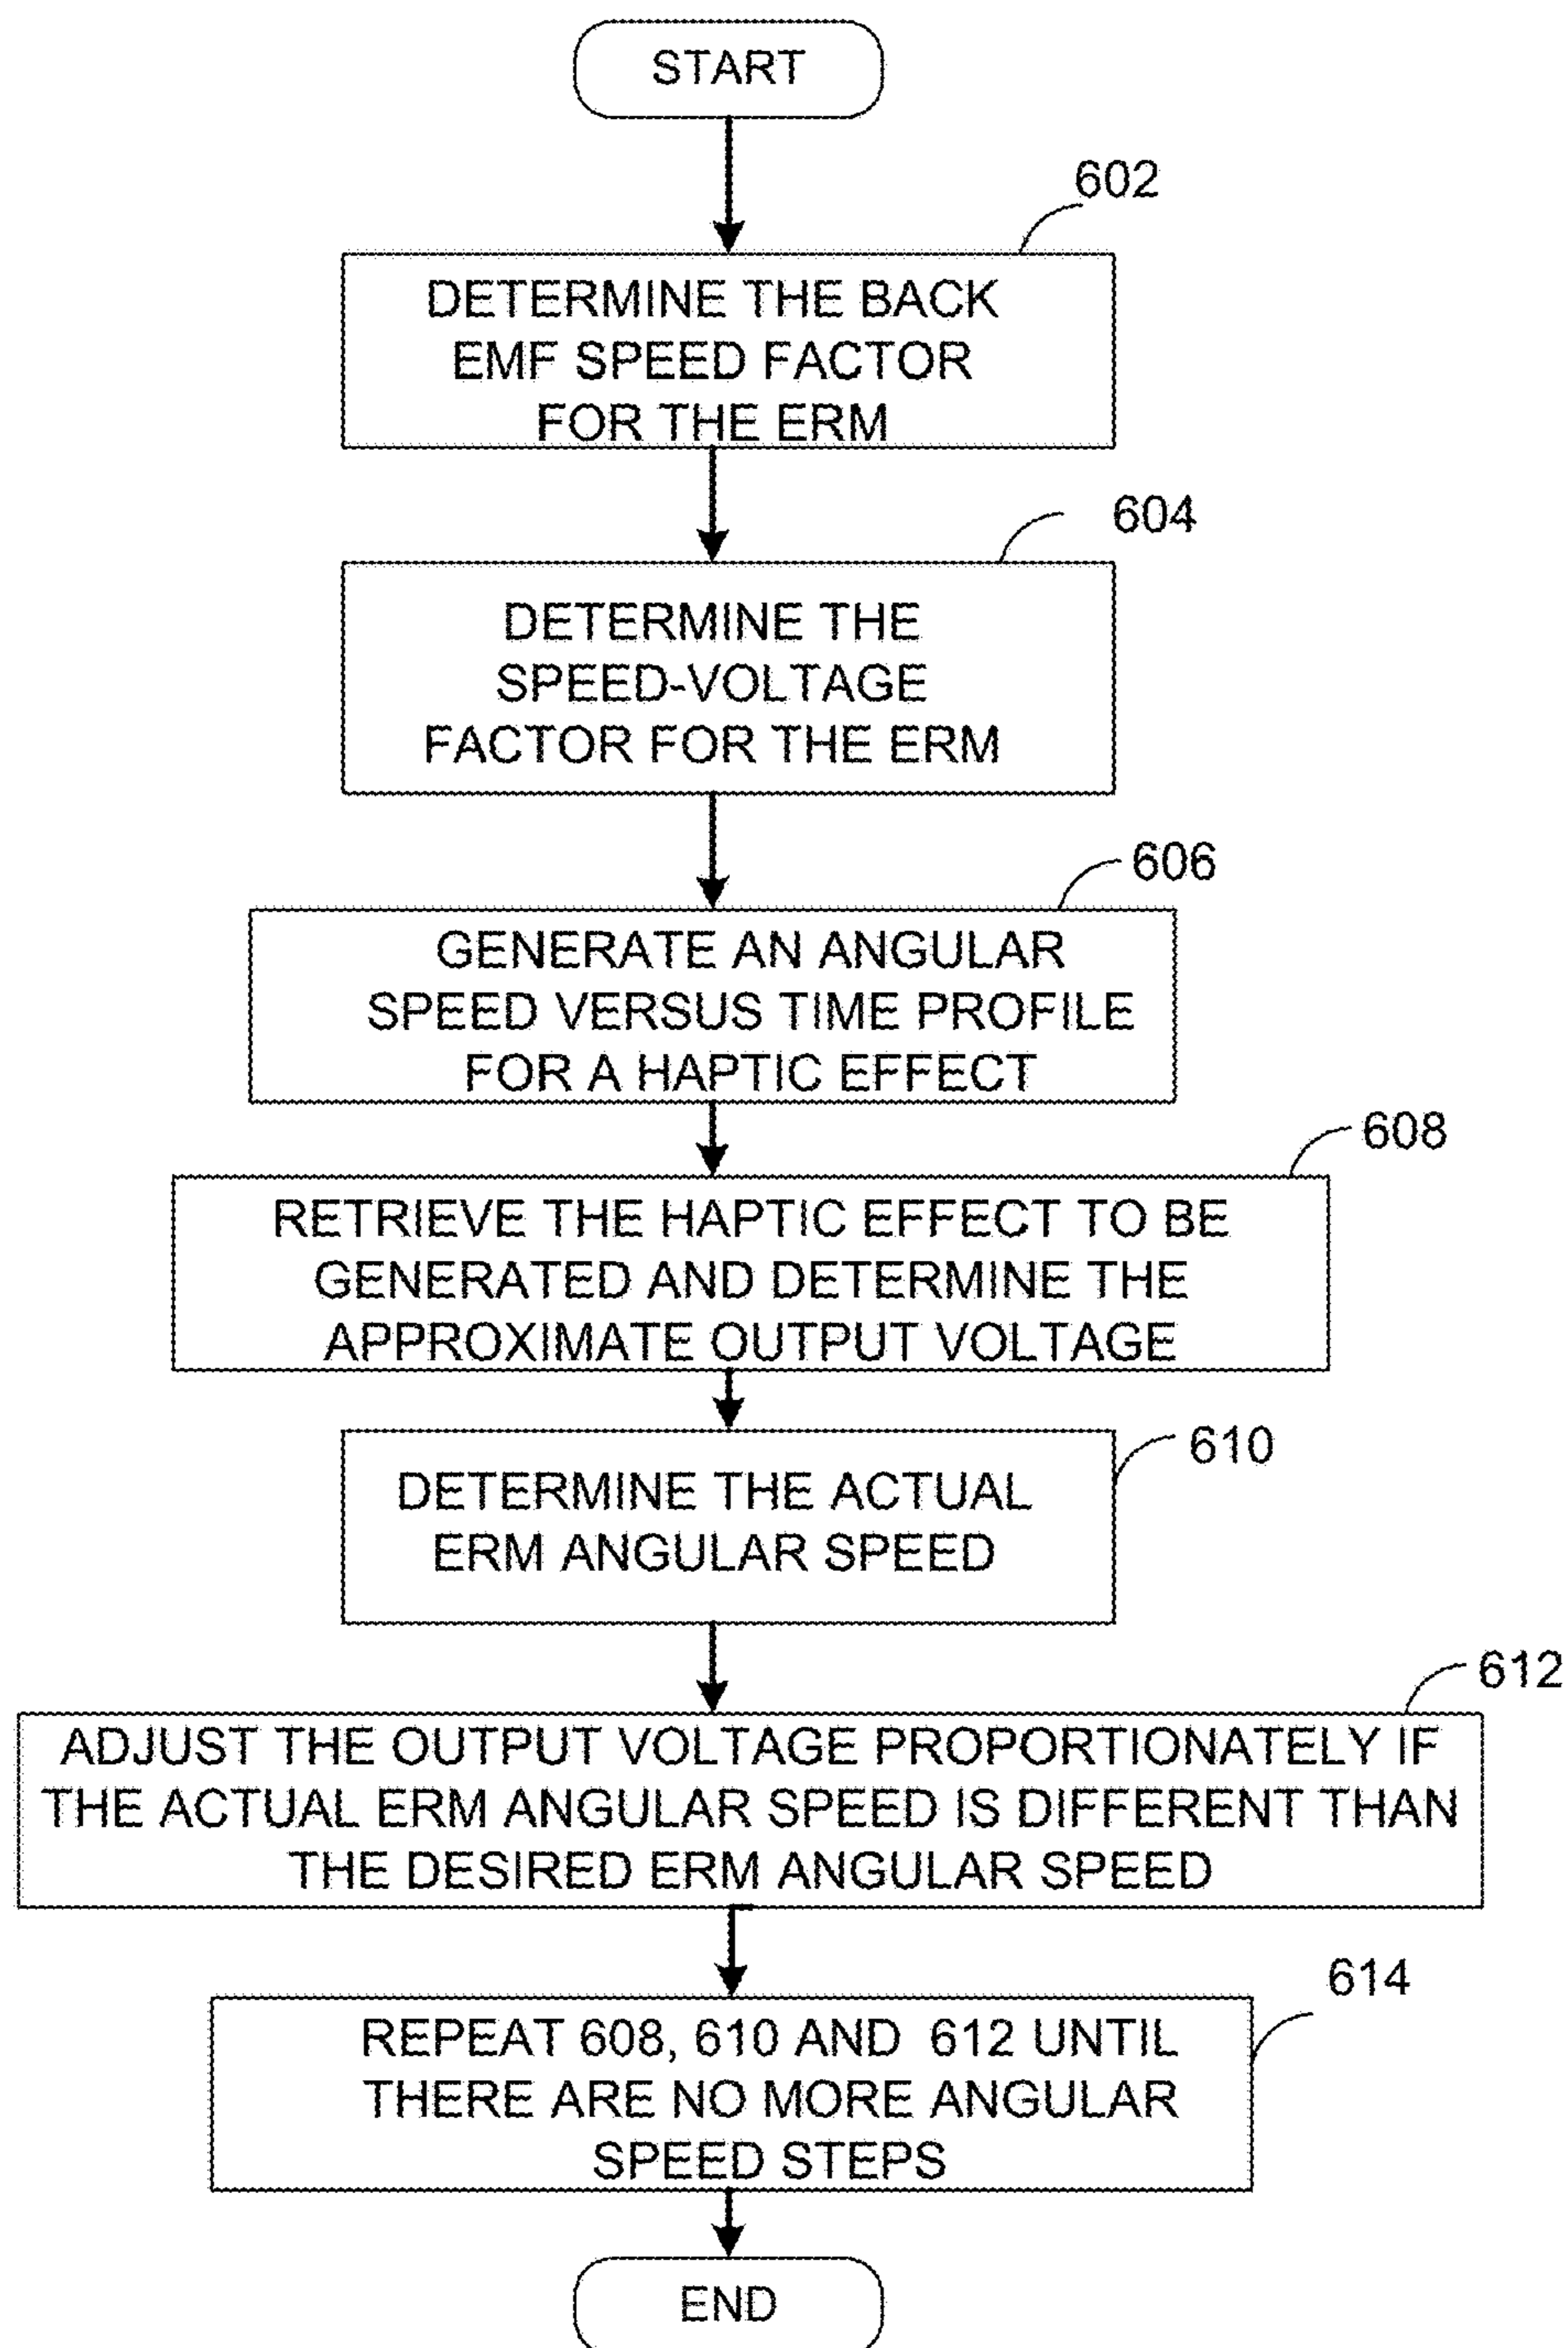 START
602
DETERMINE THE BACK
EMF SPEED FACTOR
FOR THE ERM
604
DETERMINE THE
SPEED-VOLTAGE
FACTOR FOR THE ERM
606
GENERATE AN ANGULAR
SPEED VERSUS TIME PROFILE
FOR A HAPTIC EFFECT
608
RETRIEVE THE HAPTIC EFFECT TO BE
GENERATED AND DETERMINE THE
APPROXIMATE OUTPUT VOLTAGE
610
DETERMINE THE ACTUAL
ERM ANGULAR SPEED
612
ADJUST THE OUTPUT VOLTAGE PROPORTIONATELY IF
THE ACTUAL ERM ANGULAR SPEED IS DIFFERENT THAN
THE DESIRED ERM ANGULAR SPEED
614
REPEAT 608, 610 AND 612 UNTIL
THERE ARE NO MORE ANGULAR
SPEED STEPS
END